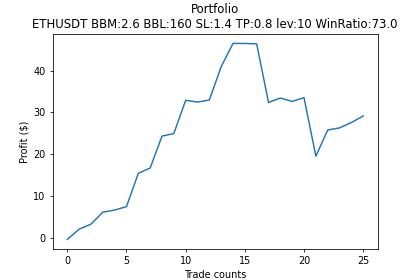 Portfolio
ETHUSDT BBM:2.6 BBL:160 SL:1.4 TP:0.8 lev:10 WinRatio:73.0
40
30
20
10
0
Profit ($)
0 5 10 15 20 25
Trade counts